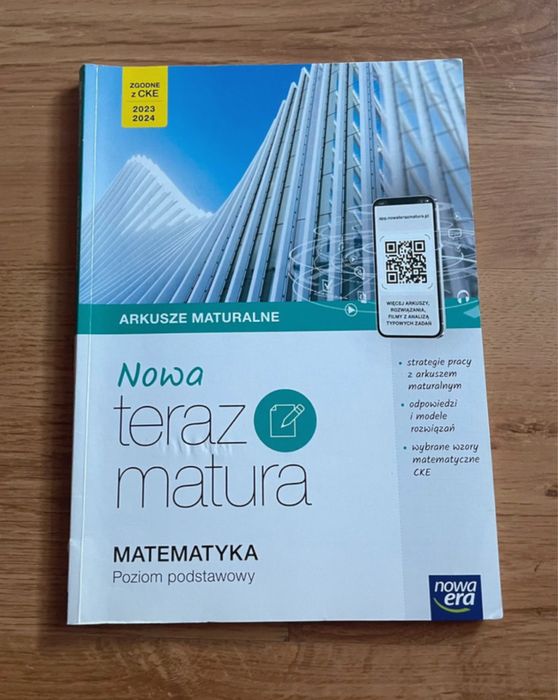 ZGODNE
z CKE
2023
2024
app.nowaterazmatura.pl
WIĘCEJ ARKUSZY,
ROZWIĄZANIA,
FILMY Z ANALIZĄ
TYPOWYCH ZADAŃ
ARKUSZE MATURALNE
Nowa
teraz
matura
• strategie pracy
z arkuszem
maturalnym
• odpowiedzi
i modele
rozwiązań
• wybrane wzory
matematyczne
CKE
MATEMATYKA
Poziom podstawowy
nowa
era